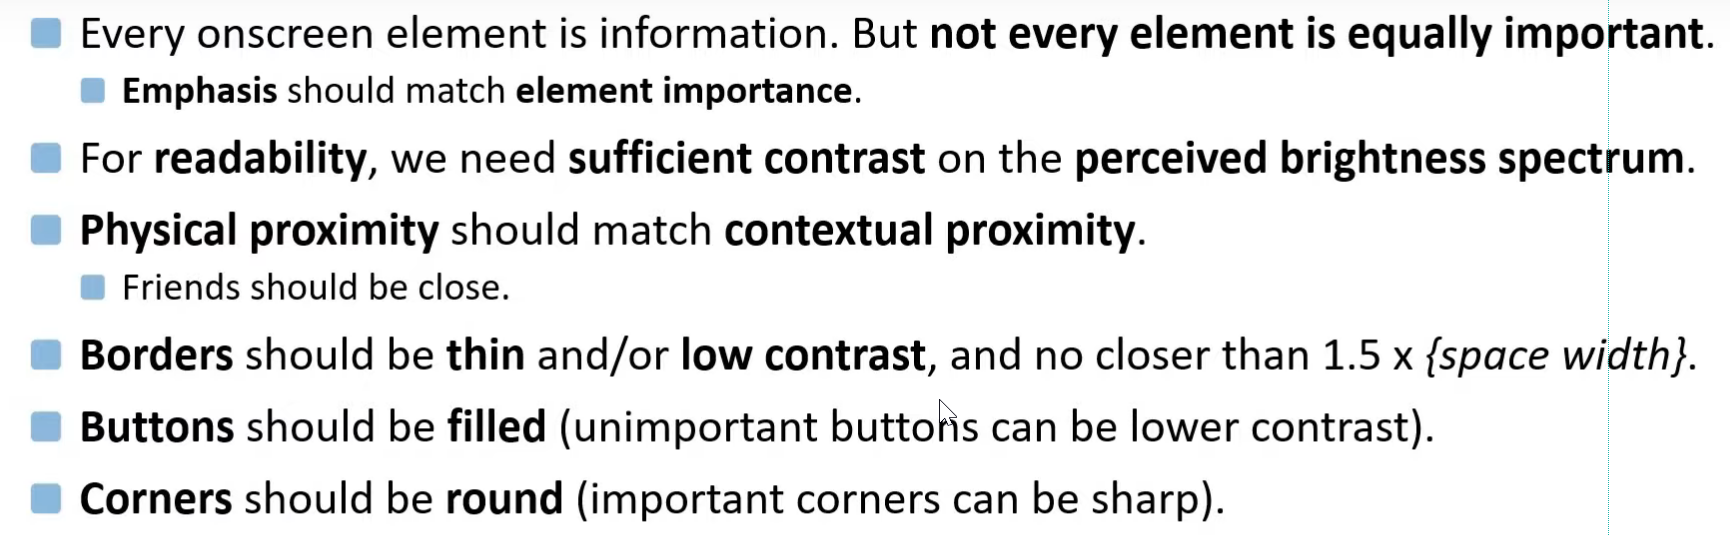 Every onscreen element is information. But not every element is equally important.
Emphasis should match element importance.
For readability, we need sufficient contrast on the perceived brightness spectrum.
Physical proximity should match contextual proximity.
Friends should be close.
Borders should be thin and/or low contrast, and no closer than 1.5 x {space width}.
Buttons should be filled (unimportant buttons can be lower contrast).
Corners should be round (important corners can be sharp).